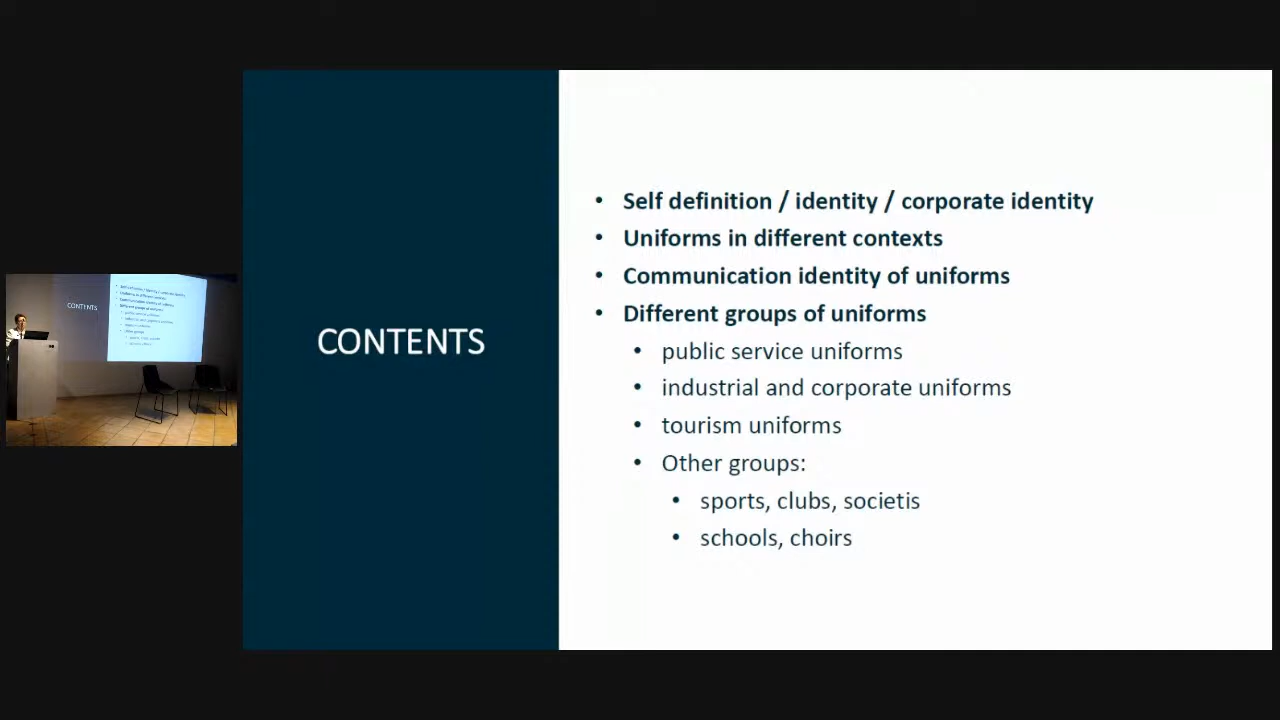 CONTENTS
• Self definition / identity / corporate identity
• Uniforms in different contexts
• Communication identity of uniforms
• Different groups of uniforms
• public service uniforms
• industrial and corporate uniforms
• tourism uniforms
• Other groups:
• sports, clubs, societis
• schools, choirs
CONTENTS